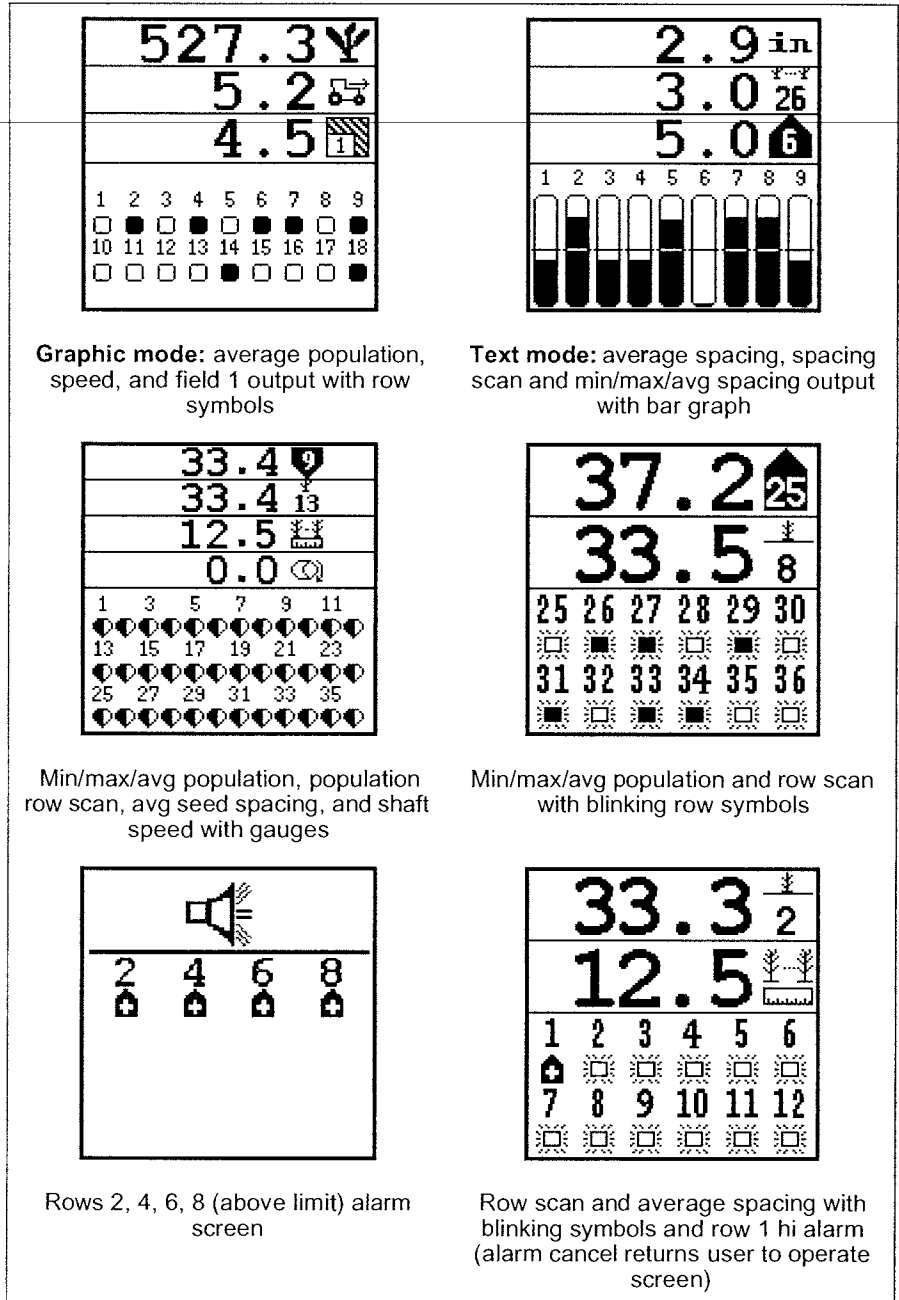 527.3
5.2
4.5 1
1 2 3 4 5 6 7 8 9
10 11 12 13 14 15 16 17 18
Graphic mode: average population,
speed, and field 1 output with row
symbols
2.9 in
3.0 26
5.0 6
1 2 3 4 5 6 7 8 9
Text mode: average spacing, spacing
scan and min/max/avg spacing output
with bar graph
33.4 9
33.4 13
12.5
0.0
1 3 5 7 9 11
13 15 17 19 21 23
25 27 29 31 33 35
Min/max/avg population, population
row scan, avg seed spacing, and shaft
speed with gauges
37.2 25
33.5 8
25 26 27 28 29 30
31 32 33 34 35 36
Min/max/avg population and row scan
with blinking row symbols
2 4 6 8
Rows 2, 4, 6, 8 (above limit) alarm
screen
33.3 2
12.5
1 2 3 4 5 6
7 8 9 10 11 12
Row scan and average spacing with
blinking symbols and row 1 hi alarm
(alarm cancel returns user to operate
screen)